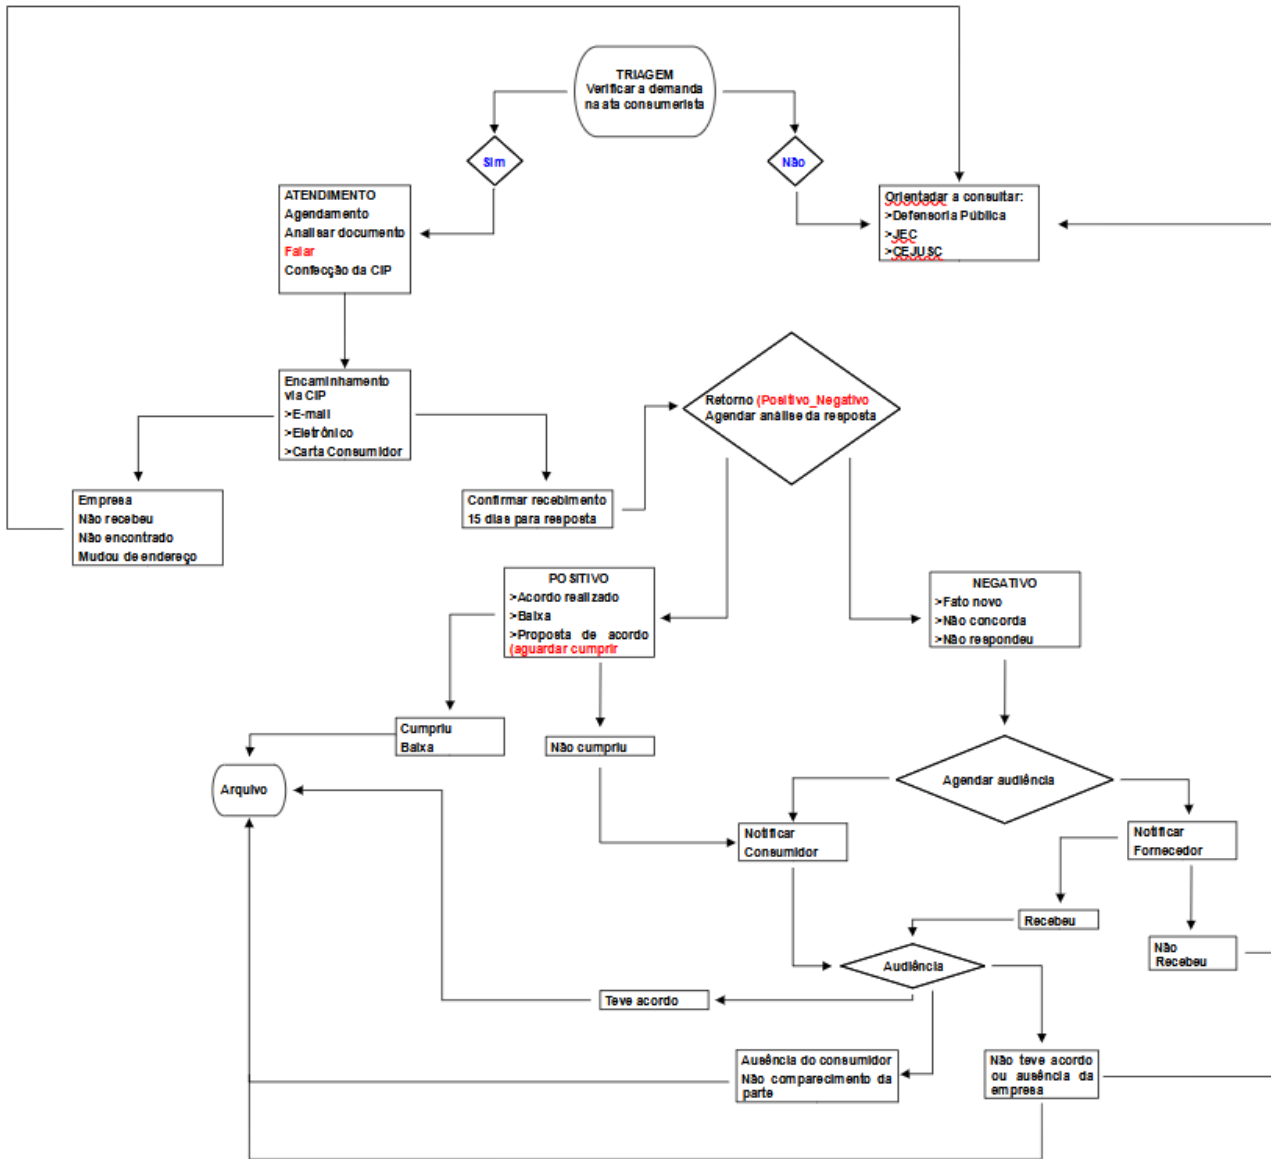 TRIAGEM
Verificar a demanda
na ata consumerista
Sim
Não
ATENDIMENTO
Agendamento
Analisar documento
Falar
Confecção da CIP
Orientadar a consultar:
>Defensoria Pública
>JEC
>CEJUSC
Encaminhamento
via CIP
>E-mail
>Eletrônico
>Carta Consumidor
Retorno (Positivo_Negativo
Agendar análise da resposta
Empresa
Não recebeu
Não encontrado
Mudou de endereço
Confirmar recebimento
15 dias para resposta
POSITIVO
>Acordo realizado
>Baixa
>Proposta de acordo
(aguardar cumprir
NEGATIVO
>Fato novo
>Não concorda
>Não respondeu
Cumpriu
Baixa
Não cumpriu
Arquivo
Agendar audiência
Notificar
Consumidor
Notificar
Fornecedor
Recebeu
Não
Recebeu
Audiência
Teve acordo
Ausência do consumidor
Não comparecimento da
parte
Não teve acordo
ou ausência da
empresa